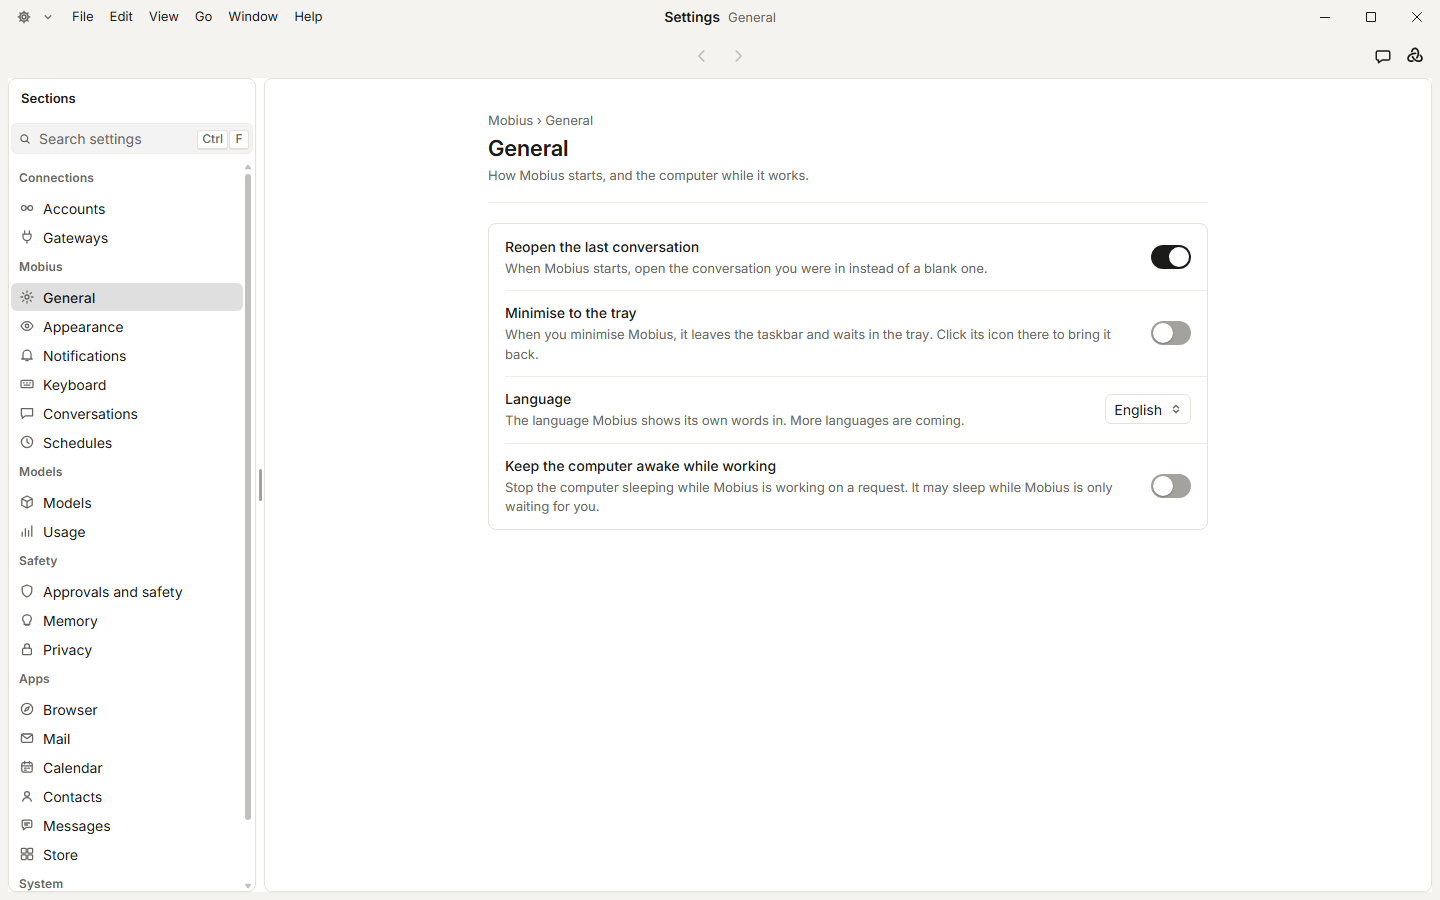 File Edit View Go Window Help
Settings General
Sections
Search settings Ctrl F
Connections
Accounts
Gateways
Mobius
General
Appearance
Notifications
Keyboard
Conversations
Schedules
Models
Models
Usage
Safety
Approvals and safety
Memory
Privacy
Apps
Browser
Mail
Calendar
Contacts
Messages
Store
System
Mobius › General
General
How Mobius starts, and the computer while it works.
Reopen the last conversation
When Mobius starts, open the conversation you were in instead of a blank one.
Minimise to the tray
When you minimise Mobius, it leaves the taskbar and waits in the tray. Click its icon there to bring it
back.
Language
The language Mobius shows its own words in. More languages are coming.
English
Keep the computer awake while working
Stop the computer sleeping while Mobius is working on a request. It may sleep while Mobius is only
waiting for you.